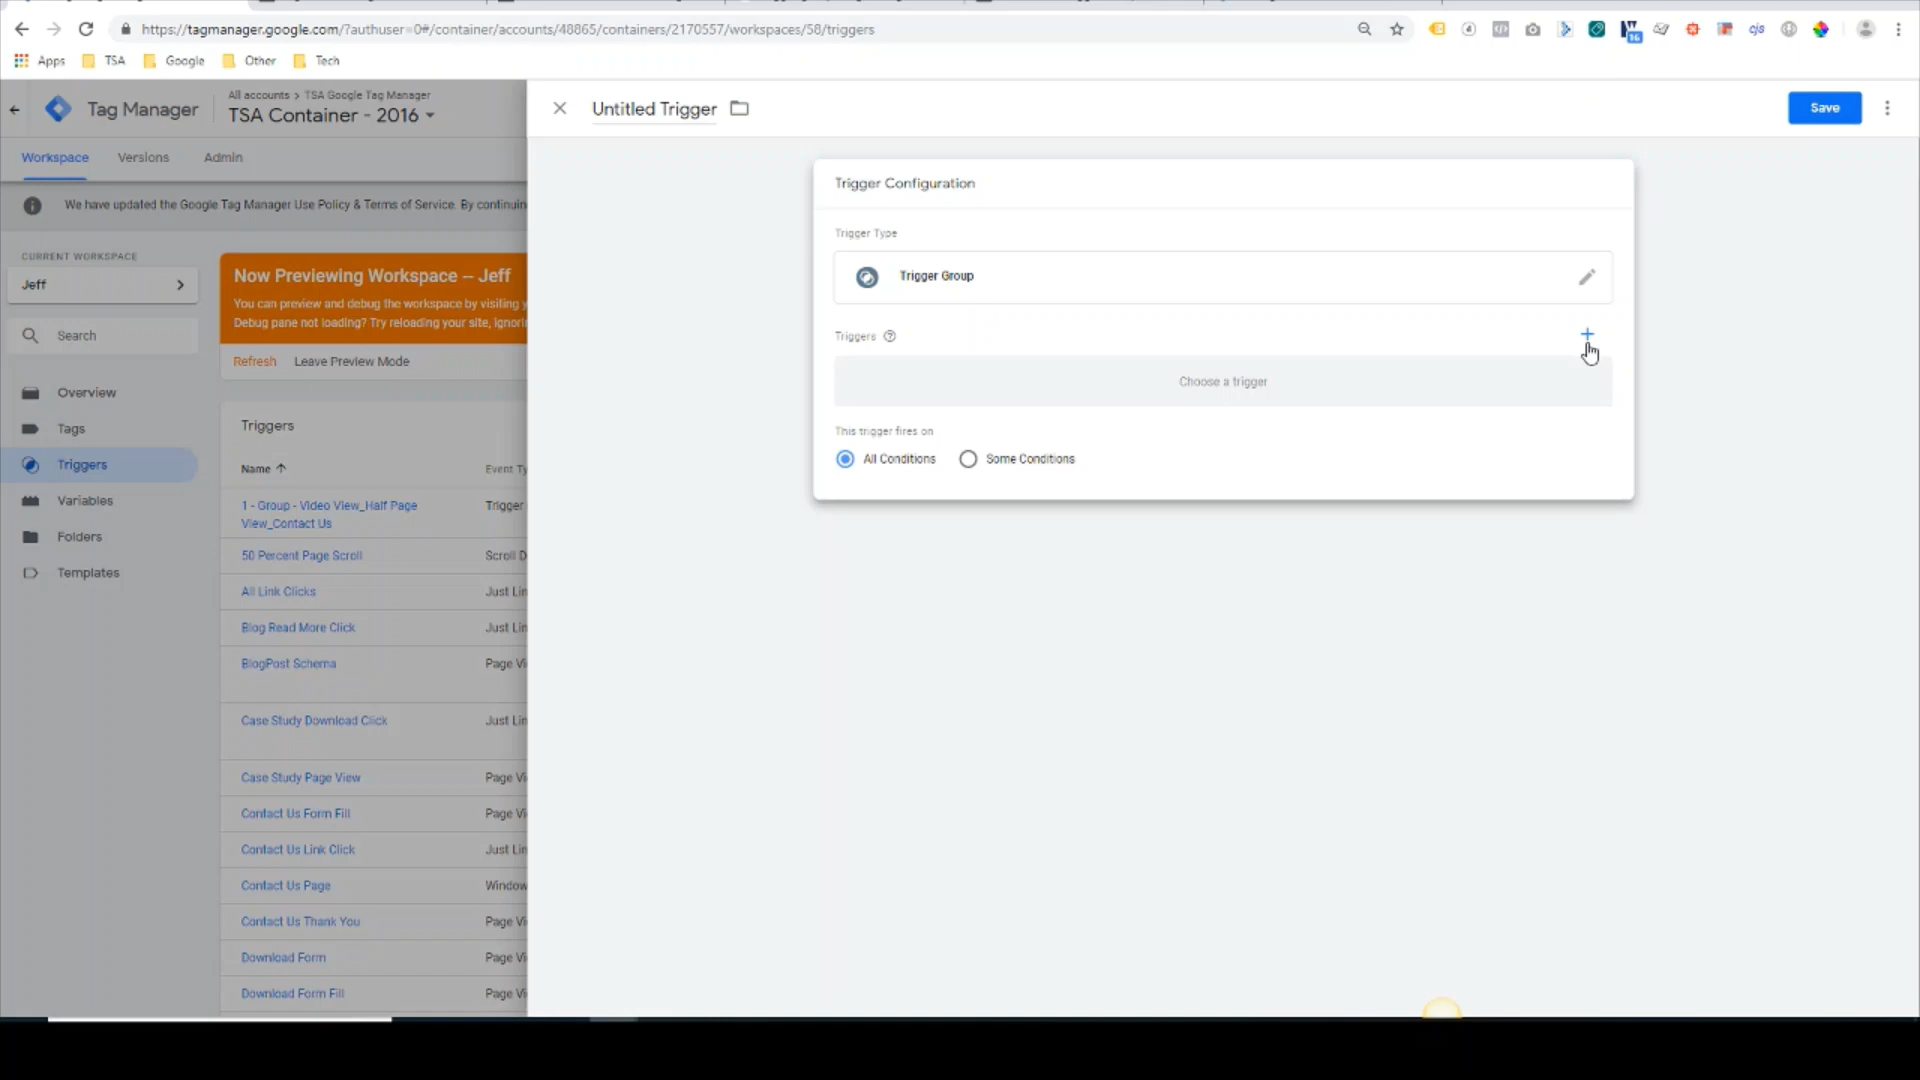 https://tagmanager.google.com/?authuser=0#/container/accounts/48865/containers/2170557/workspaces/58/triggers
16
cjs
Apps
TSA
Google
Other
Tech
Tag Manager
All accounts > TSA Google Tag Manager
TSA Container - 2016
Untitled Trigger
Save
Workspace
Versions
Admin
We have updated the Google Tag Manager Use Policy & Terms of Service. By continuin
CURRENT WORKSPACE
Jeff
Search
Overview
Tags
Triggers
Variables
Folders
Templates
Now Previewing Workspace -- Jeff
You can preview and debug the workspace by visiting y
Debug pane not loading? Try reloading your site, ignorin
Refresh
Leave Preview Mode
Triggers
Name
Event Ty
1 - Group - Video View_Half Page View_Contact Us
Trigger
50 Percent Page Scroll
Scroll D
All Link Clicks
Just Lin
Blog Read More Click
Just Lin
BlogPost Schema
Page Vi
Case Study Download Click
Just Lin
Case Study Page View
Page Vi
Contact Us Form Fill
Page Vi
Contact Us Link Click
Just Lin
Contact Us Page
Window
Contact Us Thank You
Page Vi
Download Form
Page Vi
Download Form Fill
Page Vi
Trigger Configuration
Trigger Type
Trigger Group
Triggers
Choose a trigger
This trigger fires on
All Conditions
Some Conditions